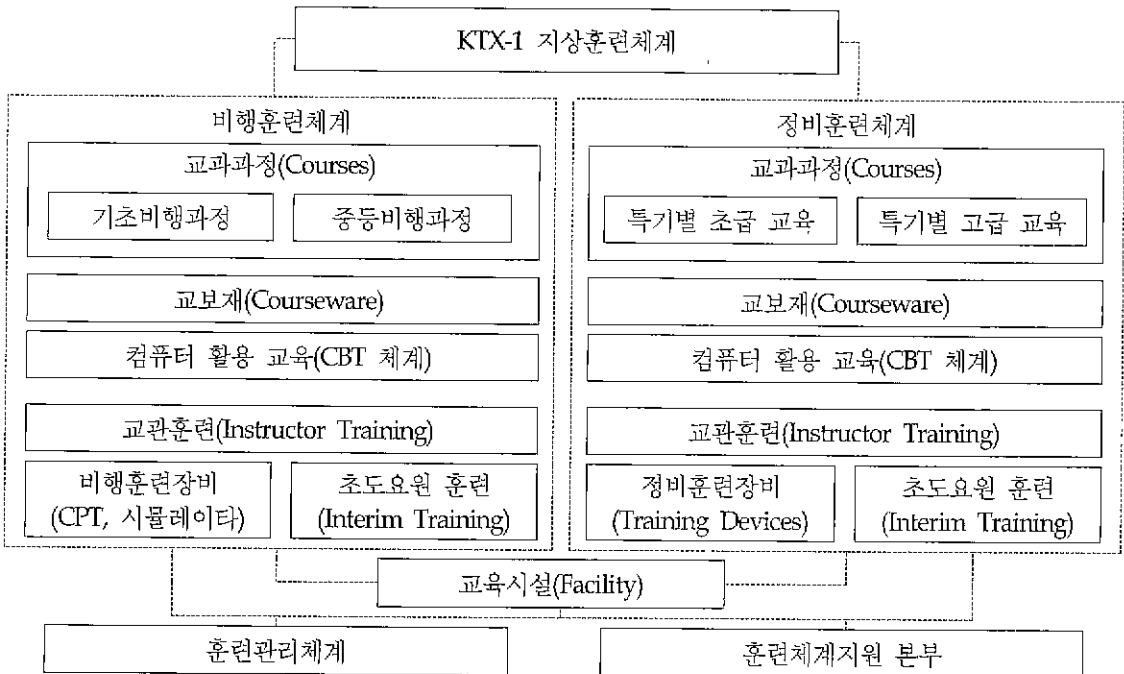 KTX-1 지상훈련체계
비행훈련체계
교과과정(Courses)
기초비행과정
중등비행과정
교보재(Courseware)
컴퓨터 활용 교육(CBT 체계)
교관훈련(Instructor Training)
비행훈련장비
(CPT, 시뮬레이타)
초도요원 훈련
(Interim Training)
정비훈련체계
교과과정(Courses)
특기별 초급 교육
특기별 고급 교육
교보재(Courseware)
컴퓨터 활용 교육(CBT 체계)
교관훈련(Instructor Training)
정비훈련장비
(Training Devices)
초도요원 훈련
(Interim Training)
교육시설(Facility)
훈련관리체계
훈련체계지원 본부